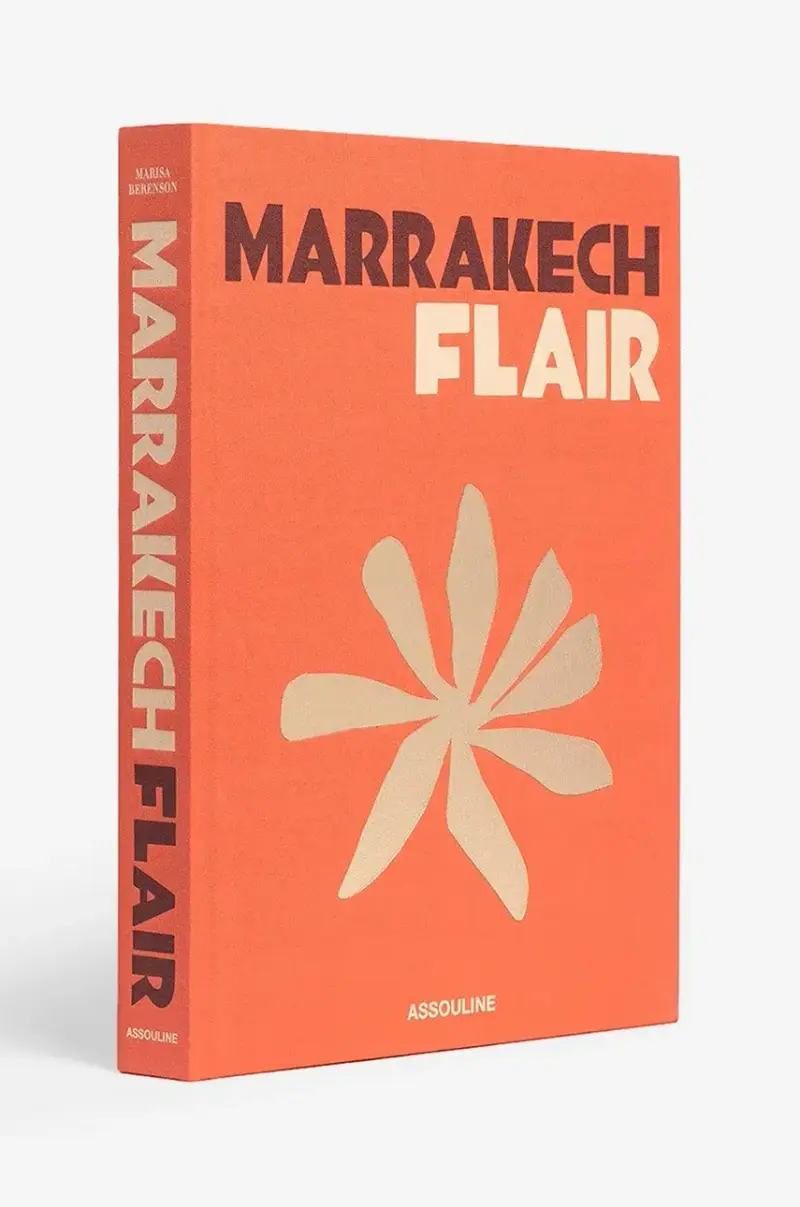 MARISA
BERENSON
MARRAKECH FLAIR
ASSOULINE
MARRAKECH
FLAIR
ASSOULINE